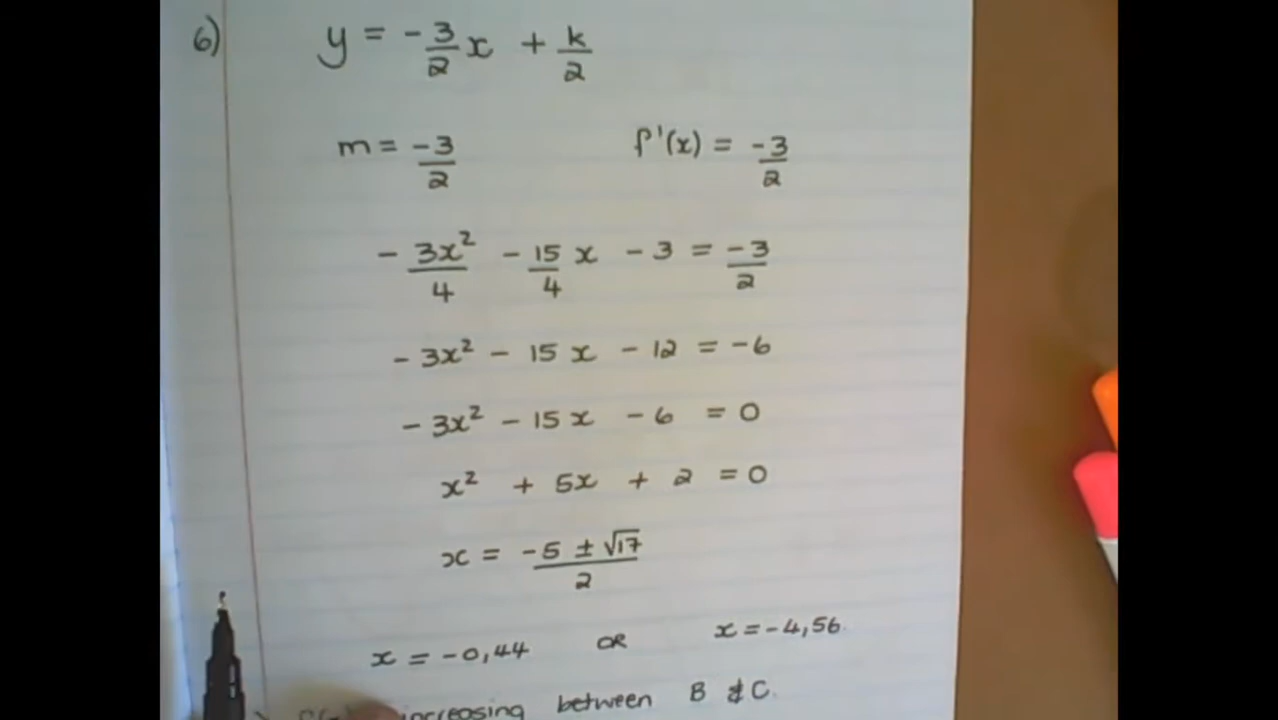 6) y = -3/2 x + k/2
m = -3/2 f'(x) = -3/2
- 3x²/4 - 15/4 x - 3 = -3/2
- 3x² - 15x - 12 = -6
- 3x² - 15x - 6 = 0
x² + 5x + 2 = 0
x = -5 ± √17 / 2
x = -0,44 OR x = -4,56
increasing between B & C.